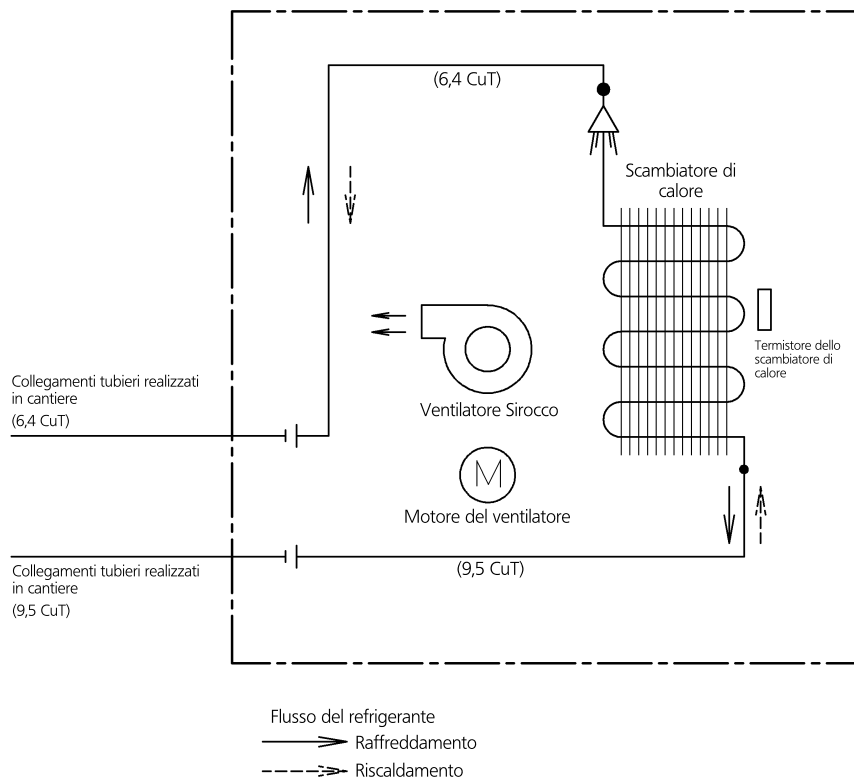 (6,4 CuT)
Scambiatore di
calore
Termistore dello
scambiatore di
calore
Collegamenti tubieri realizzati
in cantiere
(6,4 CuT)
Ventilatore Sirocco
M
Motore del ventilatore
(9,5 CuT)
Collegamenti tubieri realizzati
in cantiere
(9,5 CuT)
Flusso del refrigerante
Raffreddamento
Riscaldamento